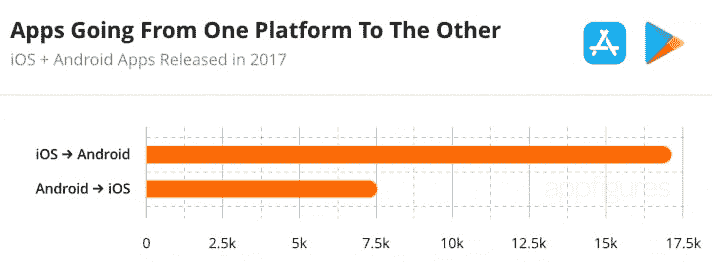 Apps Going From One Platform To The Other
iOS + Android Apps Released in 2017
iOS → Android
Android → iOS
appfigures
0 2.5k 5k 7.5k 10k 12.5k 15k 17.5k